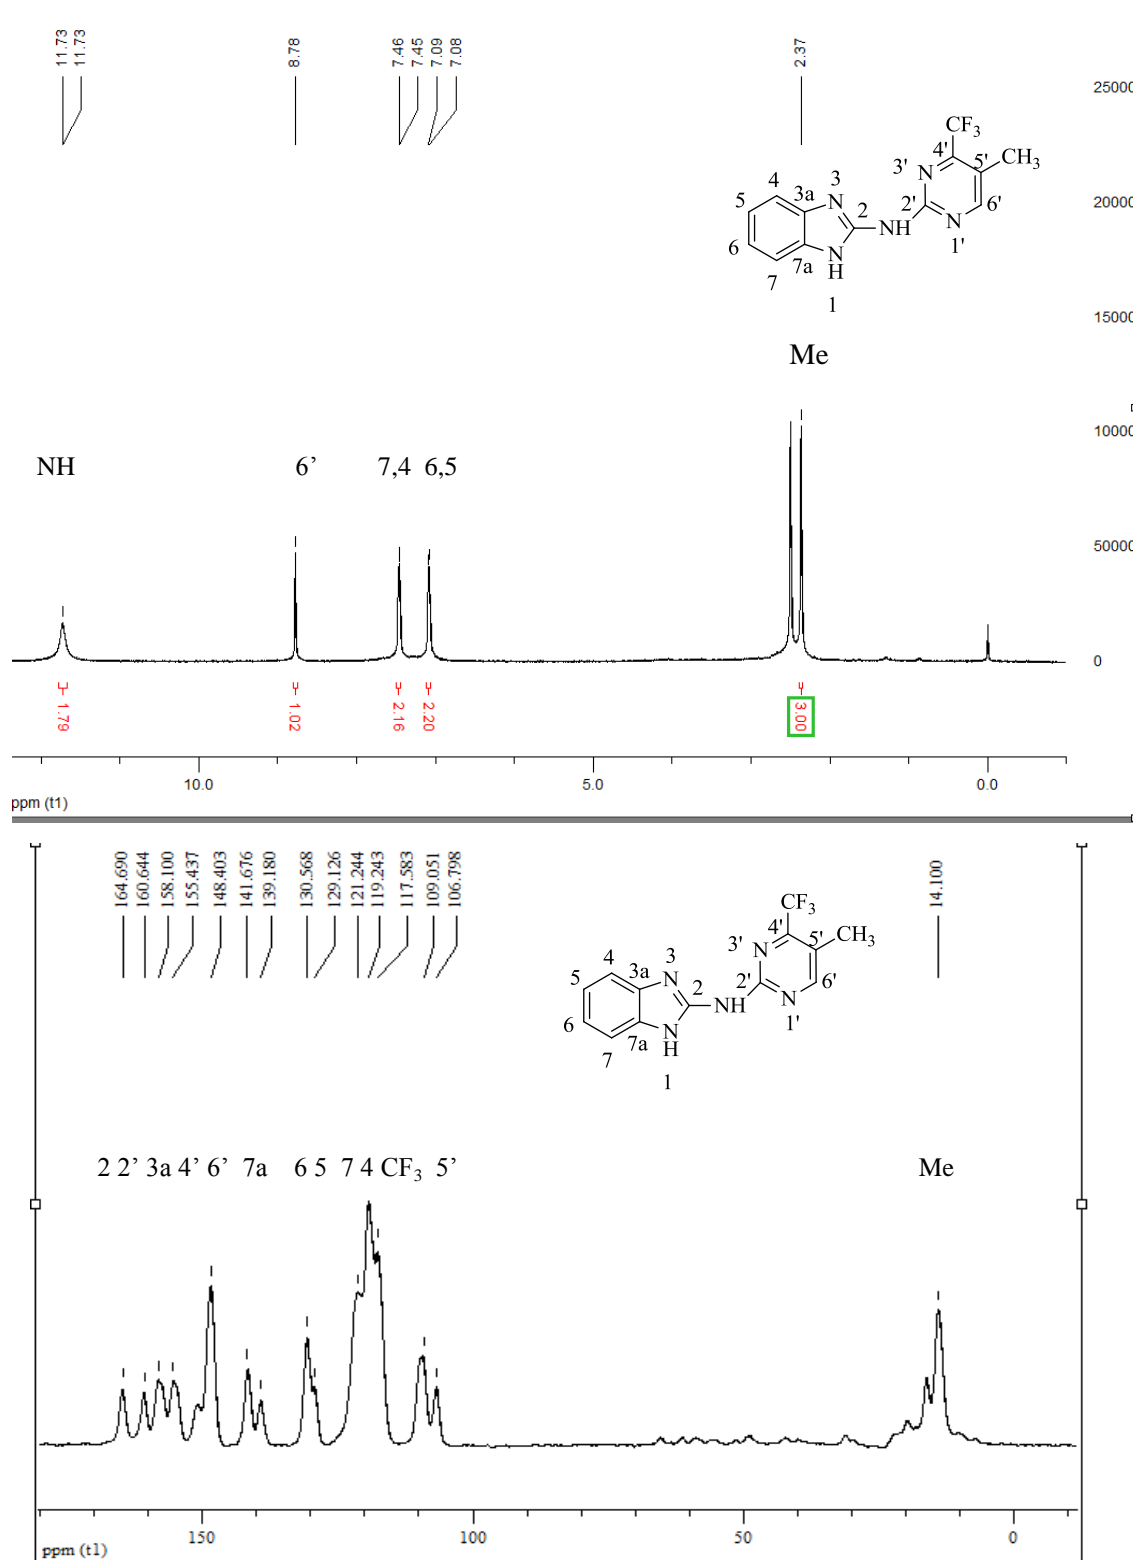 11.73
11.73
8.78
7.46
7.45
7.09
7.08
2.37
25000
CF3
4'
3' N 5' CH3
4 3 N
5 3a 2 2' 6'
NH N
6 7a N 1'
7 H
1
20000
15000
Me
10000
NH 6’ 7,4 6,5
50000
0
1.79
1.02
2.16
2.20
3.00
10.0 5.0 0.0
ppm (t1)
164.690
160.644
158.100
155.437
148.403
141.676
139.180
130.568
129.126
121.244
119.243
117.583
109.051
106.798
14.100
CF3
4'
3' N 5' CH3
4 3 N
5 3a 2 2' 6'
NH N
6 7a N 1'
7 H
1
2 2’ 3a 4’ 6’ 7a 6 5 7 4 CF3 5’ Me
150 100 50 0
ppm (t1)